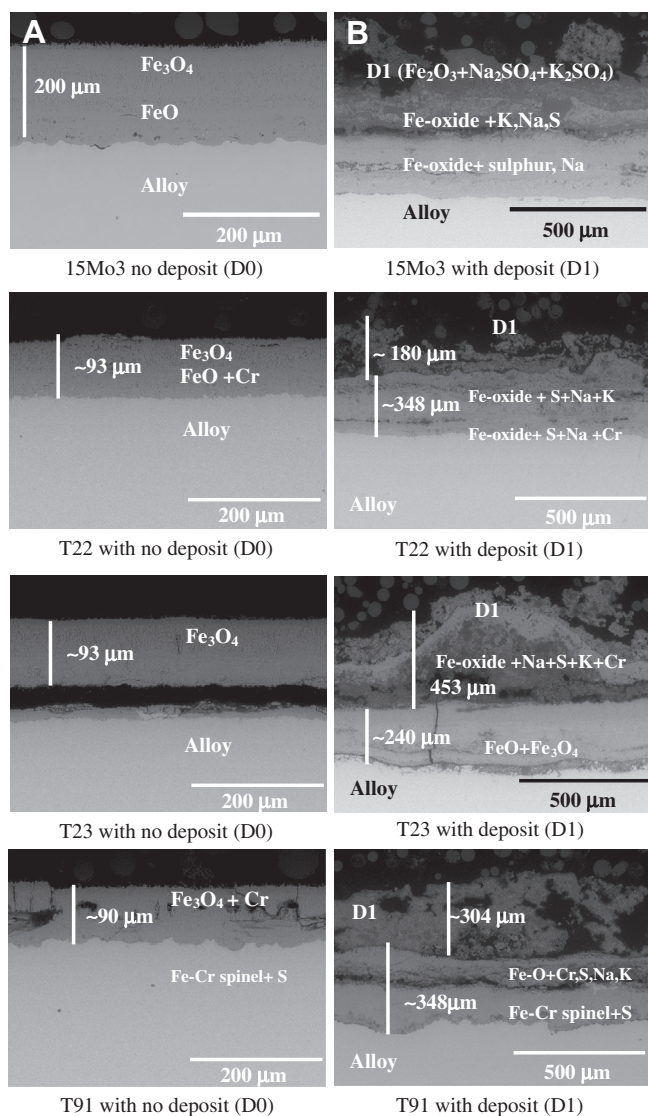 A
Fe₃O₄
200 µm
FeO
Alloy
200 µm
15Mo3 no deposit (D0)
B
D1 (Fe₂O₃+Na₂SO₄+K₂SO₄)
Fe-oxide +K,Na,S
Fe-oxide+ sulphur, Na
Alloy
500 µm
15Mo3 with deposit (D1)
~93 µm
Fe₃O₄
FeO +Cr
Alloy
200 µm
T22 with no deposit (D0)
D1
~ 180 µm
~348 µm
Fe-oxide + S+Na+K
Fe-oxide+ S+Na +Cr
Alloy
500 µm
T22 with deposit (D1)
Fe₃O₄
~93 µm
Alloy
200 µm
T23 with no deposit (D0)
D1
Fe-oxide +Na+S+K+Cr
453 µm
~240 µm
FeO+Fe₃O₄
Alloy
500 µm
T23 with deposit (D1)
Fe₃O₄ + Cr
~90 µm
Fe-Cr spinel+ S
200 µm
T91 with no deposit (D0)
D1
~304 µm
Fe-O+Cr,S,Na,K
~348µm
Fe-Cr spinel+S
Alloy
500 µm
T91 with deposit (D1)